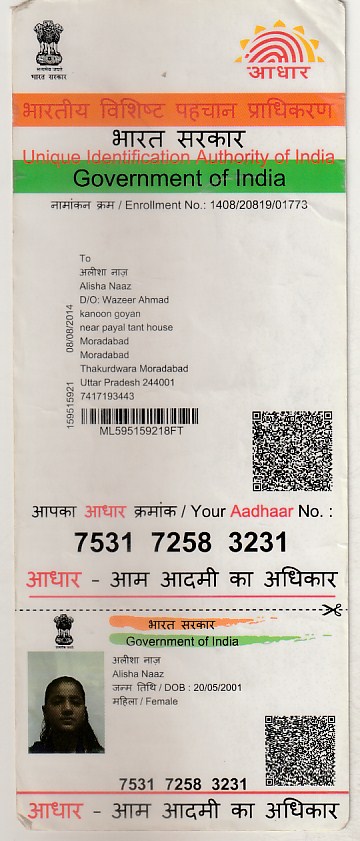 भारत सरकार
आधार
भारतीय विशिष्ट पहचान प्राधिकरण
भारत सरकार
Unique Identification Authority of India
Government of India
नामांकन क्रम / Enrollment No.: 1408/20819/01773
To
अलीशा नाज़
Alisha Naaz
D/O: Wazeer Ahmad
kanoon goyan
near payal tant house
Moradabad
Moradabad
Thakurdwara Moradabad
Uttar Pradesh 244001
7417193443
08/08/2014
159515921
ML595159218FT
आपका आधार क्रमांक / Your Aadhaar No. :
7531 7258 3231
आधार - आम आदमी का अधिकार
भारत सरकार
Government of India
अलीशा नाज़
Alisha Naaz
जन्म तिथि / DOB : 20/05/2001
महिला / Female
7531 7258 3231
आधार - आम आदमी का अधिकार